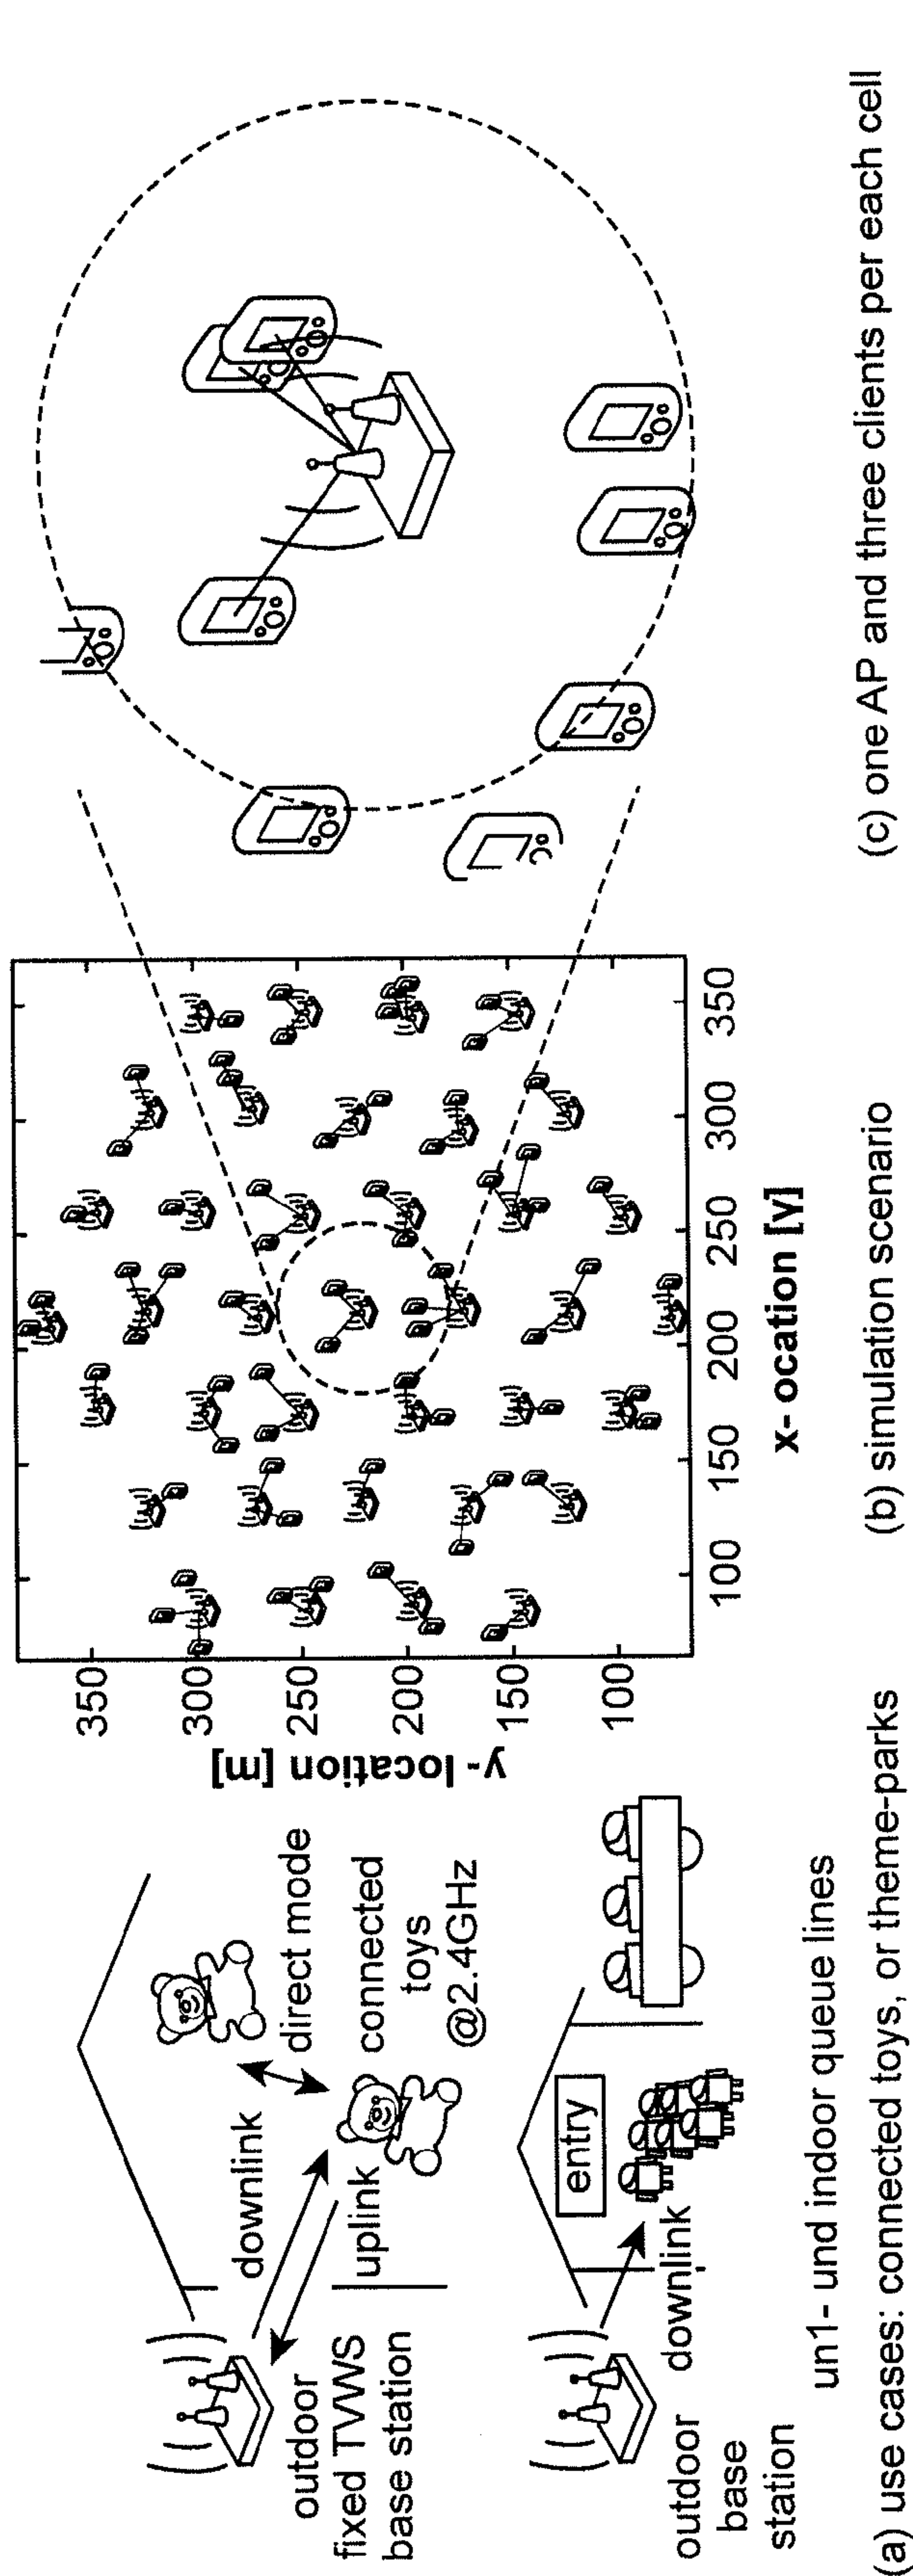 outdoor
fixed TVWS
base station
downlink
uplink
direct mode
connected
toys
@2.4GHz
outdoor
base
station
downlink
entry
un1- und indoor queue lines
(a) use cases: connected toys, or theme-parks
y- location [m]
350
300
250
200
150
100
100
150
200
250
300
350
x- ocation [y]
(b) simulation scenario
(c) one AP and three clients per each cell